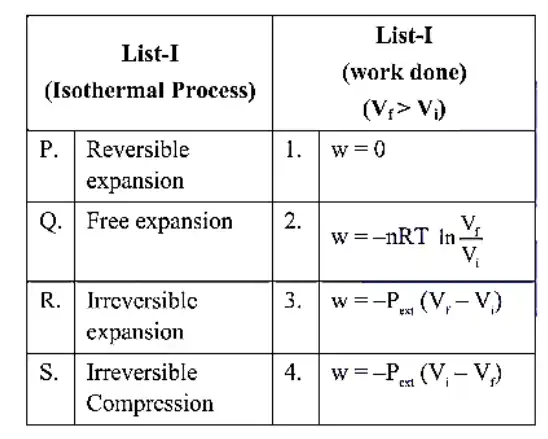 List-I
(Isothermal Process)
List-I
(work done)
(V_f > V_i)
P. Reversible expansion 1. w = 0
Q. Free expansion 2. w = –nRT ln V_f/V_i
R. Irreversible expansion 3. w = –P_ext (V_f – V_i)
S. Irreversible Compression 4. w = –P_ext (V_i – V_f)